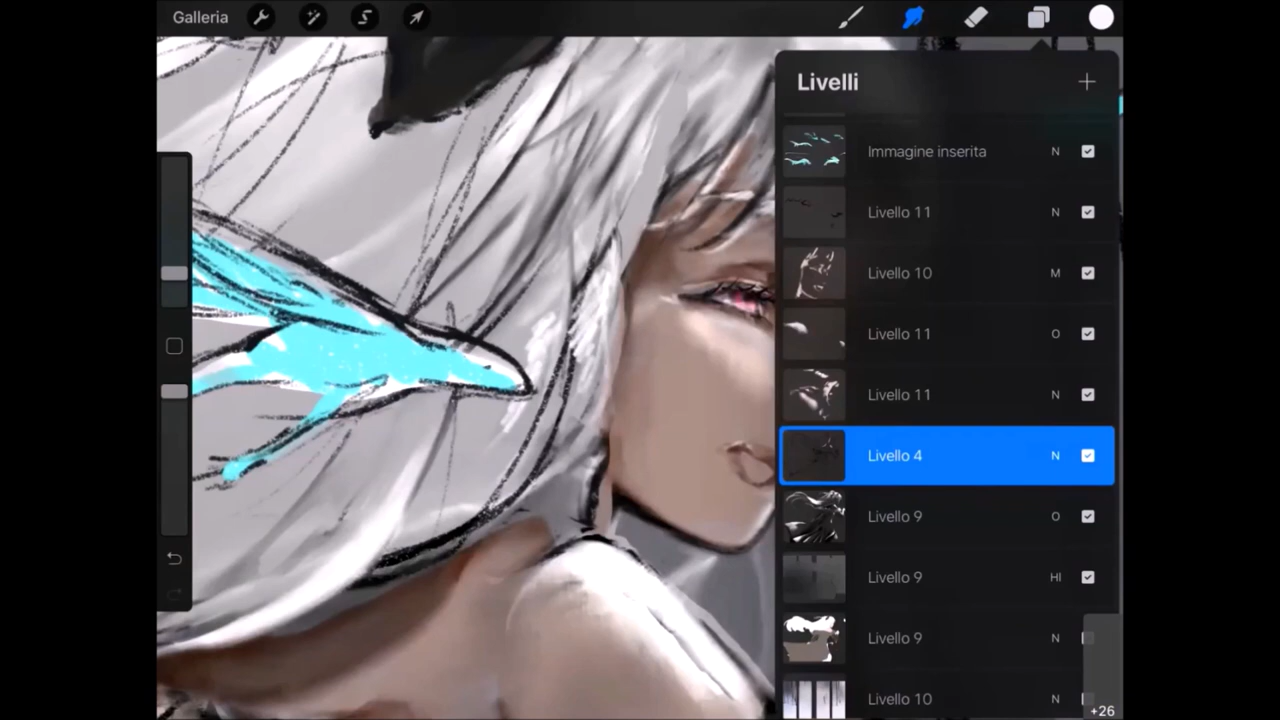 Galleria
Livelli
Immagine inserita N
Livello 11 N
Livello 10 M
Livello 11 O
Livello 11 N
Livello 4 N
Livello 9 O
Livello 9 HI
Livello 9 N
Livello 10 N
+26